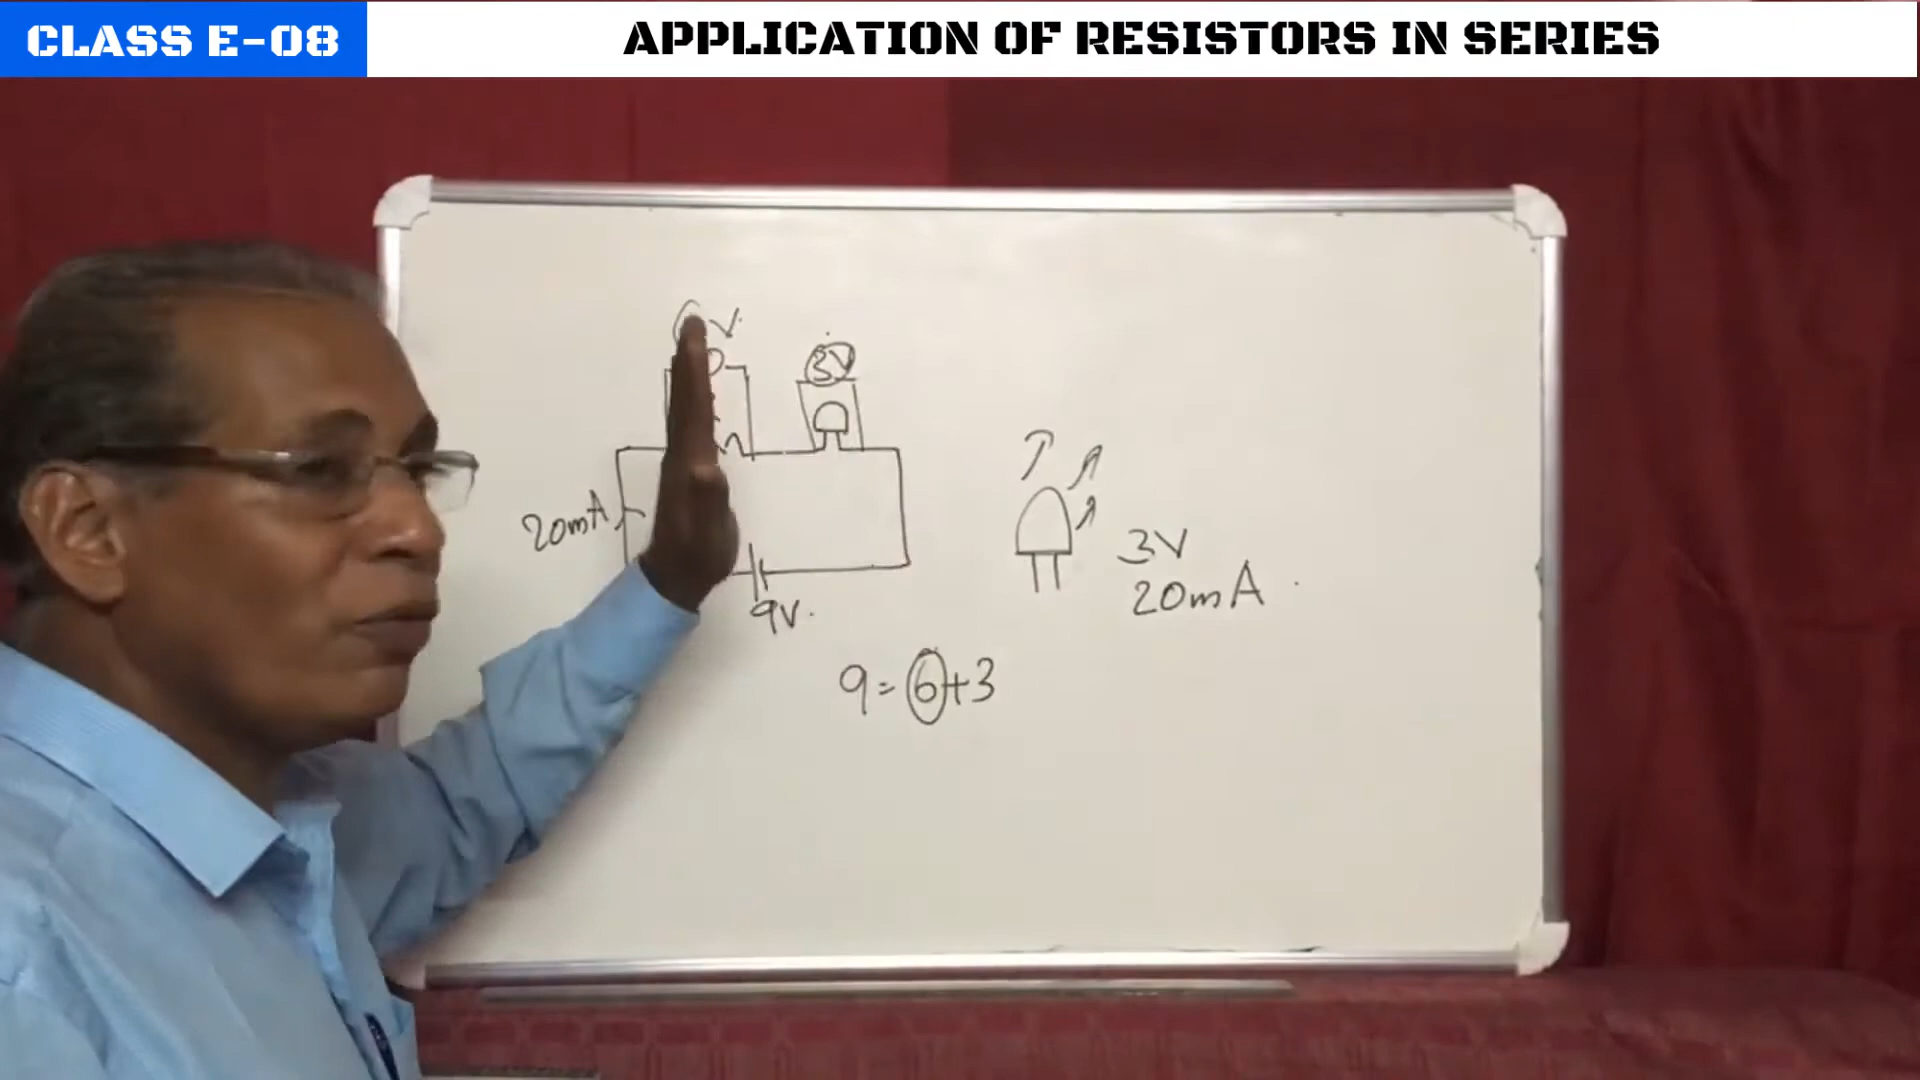 CLASS E-08
APPLICATION OF RESISTORS IN SERIES
V
3V
20mA
9V.
3V
20mA
9=6+3